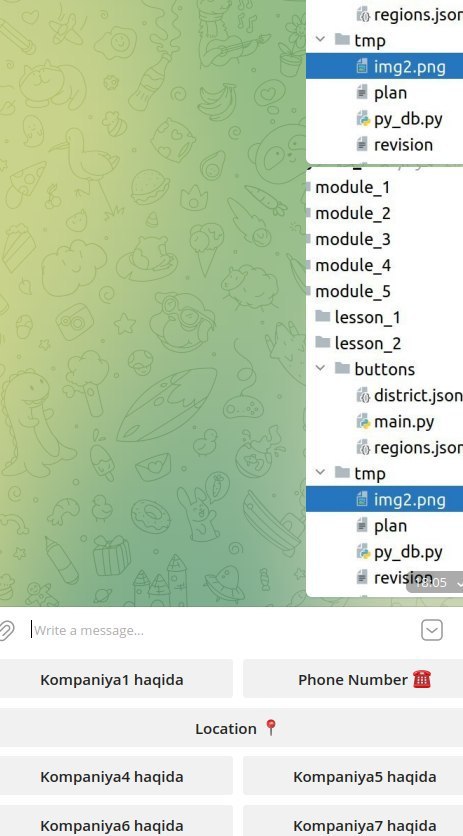 regions.json
tmp
img2.png
plan
py_db.py
revision
module_1
module_2
module_3
module_4
module_5
lesson_1
lesson_2
buttons
district.json
main.py
regions.json
tmp
img2.png
plan
py_db.py
revision
18:05
Write a message...
Kompaniya1 haqida
Phone Number ☎️
Location 📍
Kompaniya4 haqida
Kompaniya5 haqida
Kompaniya6 haqida
Kompaniya7 haqida